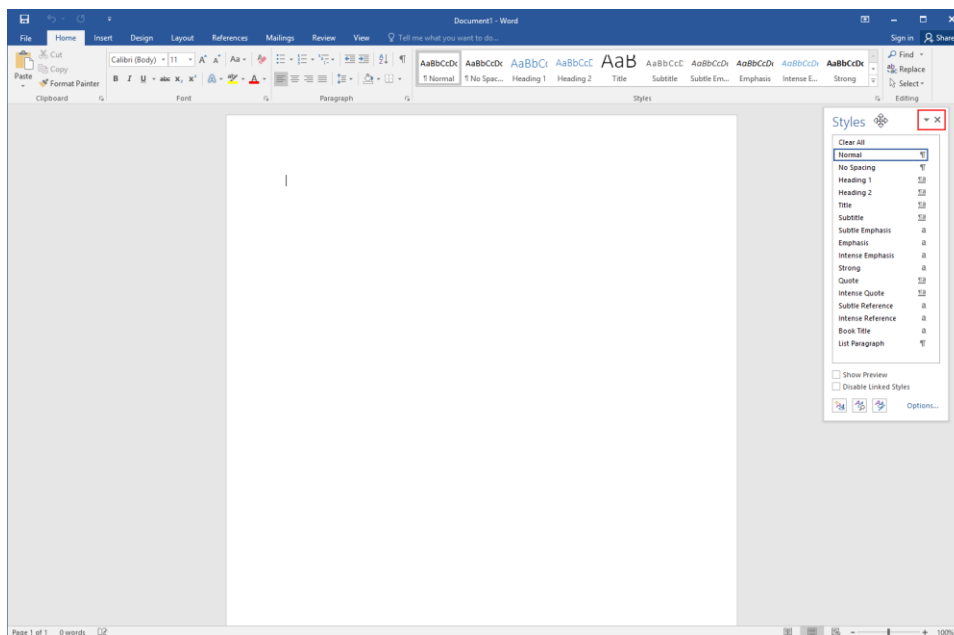 Document1 - Word
File Home Insert Design Layout References Mailings Review View Tell me what you want to do... Sign in Share
Paste
Cut
Copy
Format Painter
Clipboard
Calibri (Body) 11 A A Aa
B I U abc X₂ X² A A
Font
Paragraph
AaBbCcDc AaBbCcDc AaBbCc AaBbCcC AaB AaBbCcC AaBbCcDc AaBbCcDc AaBbCcDc AaBbCcDc
¶ Normal ¶ No Spac... Heading 1 Heading 2 Title Subtitle Subtle Em... Emphasis Intense E... Strong
Styles
Find
Replace
Select
Editing
Styles
Clear All
Normal ¶
No Spacing ¶
Heading 1 ¶a
Heading 2 ¶a
Title ¶a
Subtitle ¶a
Subtle Emphasis a
Emphasis a
Intense Emphasis a
Strong a
Quote ¶a
Intense Quote ¶a
Subtle Reference a
Intense Reference a
Book Title a
List Paragraph ¶
Show Preview
Disable Linked Styles
Options...
Page 1 of 1 0 words 100%